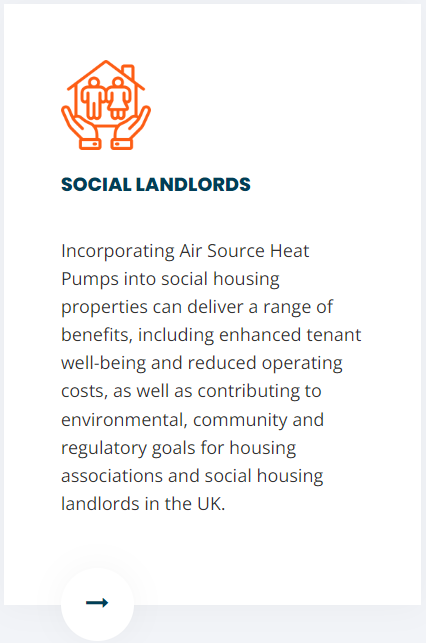 SOCIAL LANDLORDS
Incorporating Air Source Heat
Pumps into social housing
properties can deliver a range of
benefits, including enhanced tenant
well-being and reduced operating
costs, as well as contributing to
environmental, community and
regulatory goals for housing
associations and social housing
landlords in the UK.